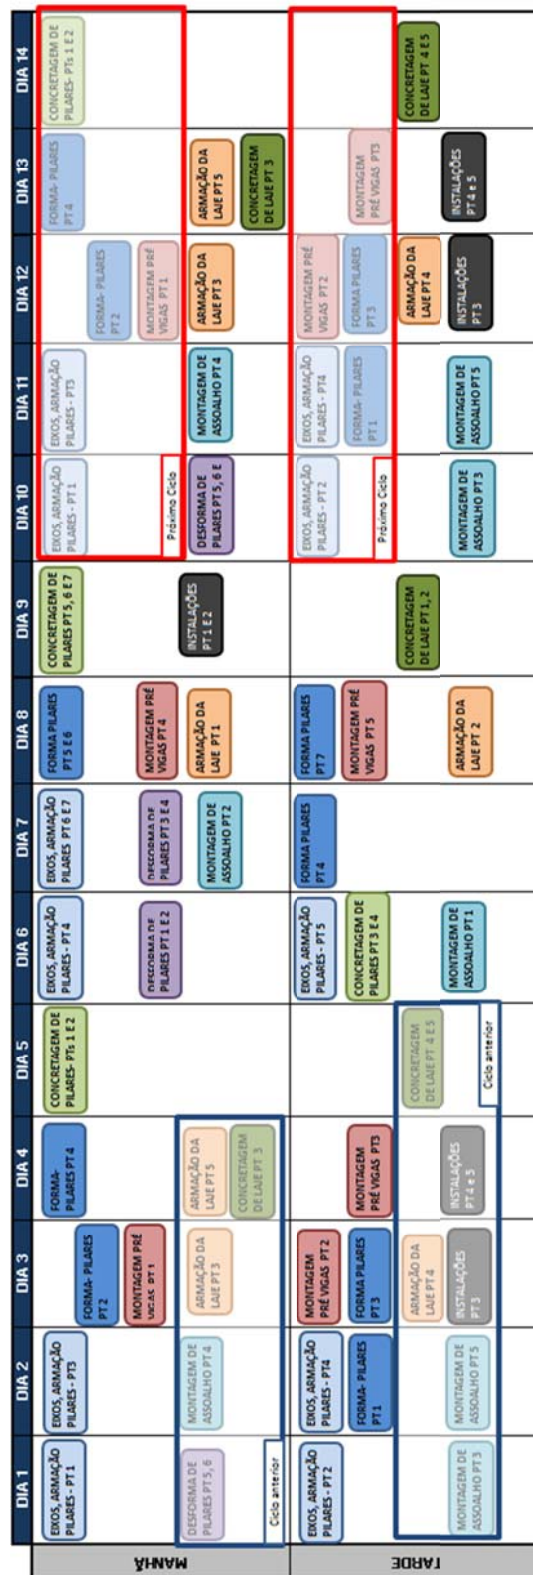 DIA 1
DIA 2
DIA 3
DIA 4
DIA 5
DIA 6
DIA 7
DIA 8
DIA 9
DIA 10
DIA 11
DIA 12
DIA 13
DIA 14
MANHÃ
EIXOS, ARMAÇÃO
PILARES - PT 1
DESFORMA DE
PILARES PT 5, 6
Ciclo anterior
EIXOS, ARMAÇÃO
PILARES - PT3
MONTAGEM DE
ASSOALHO PT 4
FORMA- PILARES
PT 2
MONTAGEM PRÉ
VIGAS PT 1
ARMAÇÃO DA
LAJE PT 3
FORMA-
PILARES PT 4
ARMAÇÃO DA
LAJE PT 5
CONCRETAGEM
DE LAJE PT 3
CONCRETAGEM DE
PILARES- PTs 1 E 2
EIXOS, ARMAÇÃO
PILARES - PT 4
DESFORMA DE
PILARES PT 1 E 2
EIXOS, ARMAÇÃO
PILARES PT 6 E 7
DESFORMA DE
PILARES PT 3 E 4
MONTAGEM DE
ASSOALHO PT 2
FORMA PILARES
PT 5 E 6
MONTAGEM PRÉ
VIGAS PT 4
ARMAÇÃO DA
LAJE PT 1
CONCRETAGEM DE
PILARES PT 5, 6 E 7
INSTALAÇÕES
PT 1 E 2
EIXOS, ARMAÇÃO
PILARES - PT 1
Próximo Ciclo
DESFORMA DE
PILARES PT 5, 6 E
EIXOS, ARMAÇÃO
PILARES - PT3
MONTAGEM DE
ASSOALHO PT 4
FORMA- PILARES
PT 2
MONTAGEM PRÉ
VIGAS PT 1
ARMAÇÃO DA
LAJE PT 3
FORMA- PILARES
PT 4
ARMAÇÃO DA
LAJE PT 5
CONCRETAGEM
DE LAJE PT 3
CONCRETAGEM DE
PILARES- PTs 1 E 2
TARDE
EIXOS, ARMAÇÃO
PILARES - PT 2
MONTAGEM DE
ASSOALHO PT 3
EIXOS, ARMAÇÃO
PILARES - PT4
FORMA- PILARES
PT 1
MONTAGEM DE
ASSOALHO PT 5
MONTAGEM
PRÉ VIGAS PT 2
FORMA PILARES
PT 3
ARMAÇÃO DA
LAJE PT 4
INSTALAÇÕES
PT 3
MONTAGEM
PRÉ VIGAS PT3
INSTALAÇÕES
PT 4 e 5
CONCRETAGEM
DE LAJE PT 4 E 5
Ciclo anterior
EIXOS, ARMAÇÃO
PILARES - PT 5
CONCRETAGEM DE
PILARES PT 3 E 4
MONTAGEM DE
ASSOALHO PT 1
FORMA PILARES
PT 4
FORMA PILARES
PT 7
MONTAGEM PRÉ
VIGAS PT 5
ARMAÇÃO DA
LAJE PT 2
CONCRETAGEM
DE LAJE PT 1, 2
EIXOS, ARMAÇÃO
PILARES - PT 2
Próximo Ciclo
MONTAGEM DE
ASSOALHO PT 3
EIXOS, ARMAÇÃO
PILARES - PT4
FORMA- PILARES
PT 1
MONTAGEM DE
ASSOALHO PT 5
MONTAGEM PRÉ
VIGAS PT 2
FORMA PILARES
PT 3
ARMAÇÃO DA
LAJE PT 4
INSTALAÇÕES
PT 3
MONTAGEM
PRÉ VIGAS PT3
INSTALAÇÕES
PT 4 e 5
CONCRETAGEM
DE LAJE PT 4 E 5